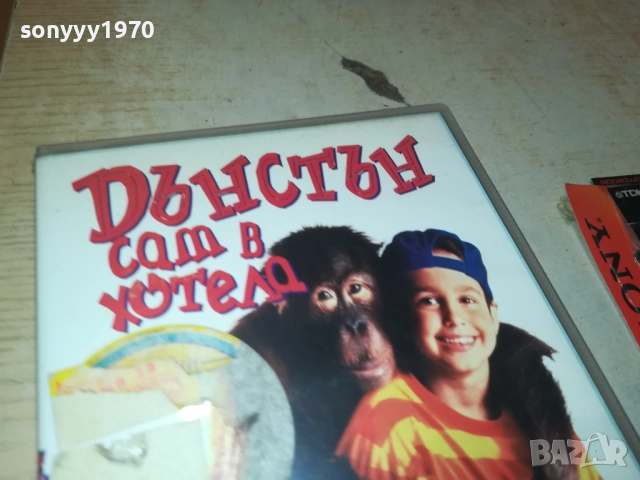 sonyyy1970
Дънстън
сам в
хотела
BAZAR